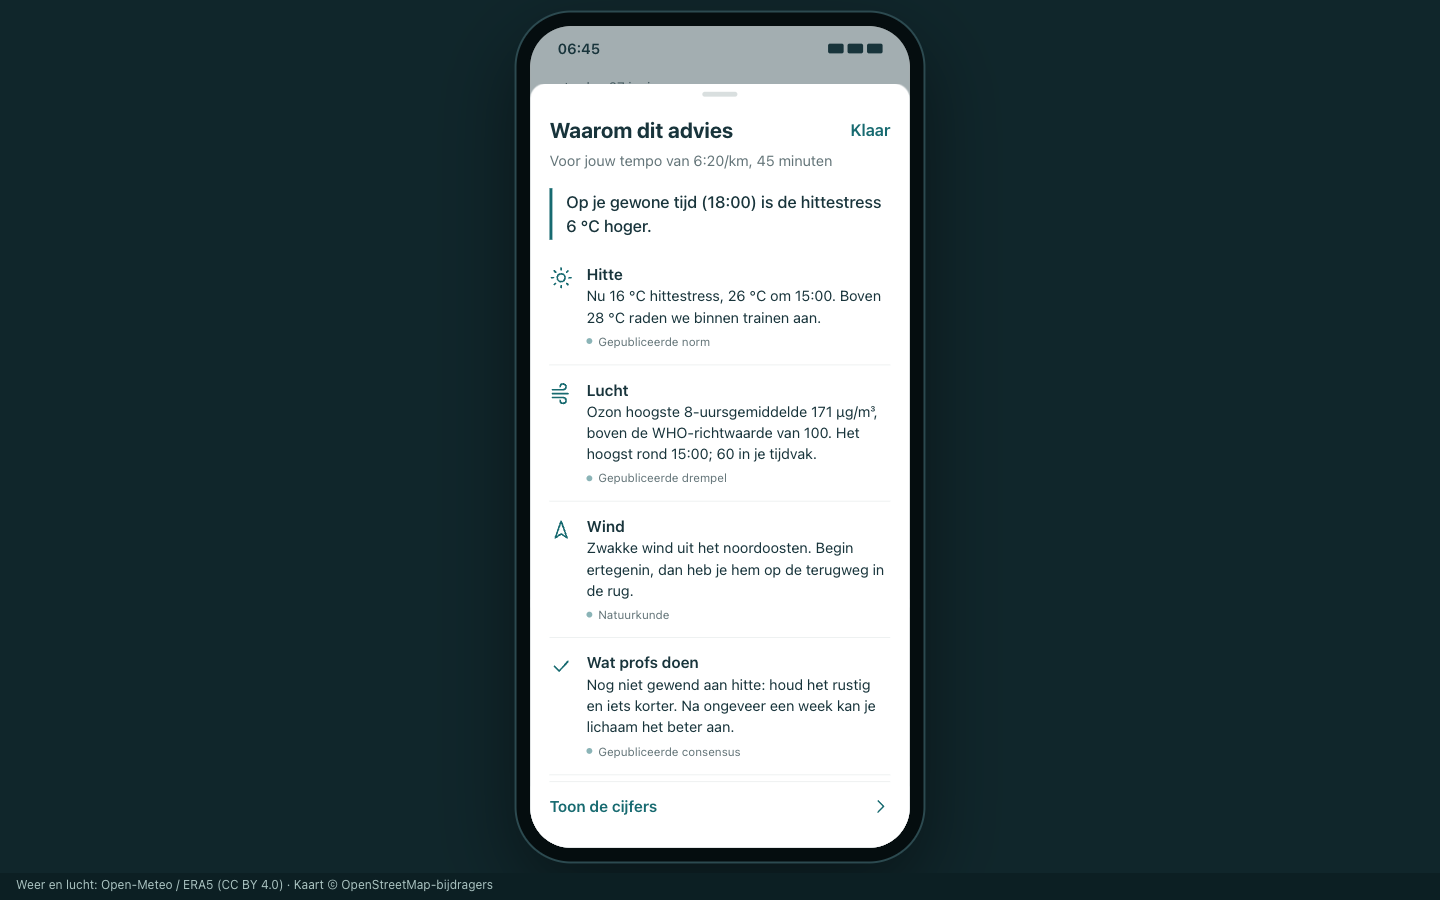 06:45
Waarom dit advies
Klaar
Voor jouw tempo van 6:20/km, 45 minuten
Op je gewone tijd (18:00) is de hittestress
6 °C hoger.
Hitte
Nu 16 °C hittestress, 26 °C om 15:00. Boven
28 °C raden we binnen trainen aan.
Gepubliceerde norm
Lucht
Ozon hoogste 8-uursgemiddelde 171 µg/m³,
boven de WHO-richtwaarde van 100. Het
hoogst rond 15:00; 60 in je tijdvak.
Gepubliceerde drempel
Wind
Zwakke wind uit het noordoosten. Begin
ertegenin, dan heb je hem op de terugweg in
de rug.
Natuurkunde
Wat profs doen
Nog niet gewend aan hitte: houd het rustig
en iets korter. Na ongeveer een week kan je
lichaam het beter aan.
Gepubliceerde consensus
Toon de cijfers
Weer en lucht: Open-Meteo / ERA5 (CC BY 4.0) · Kaart © OpenStreetMap-bijdragers